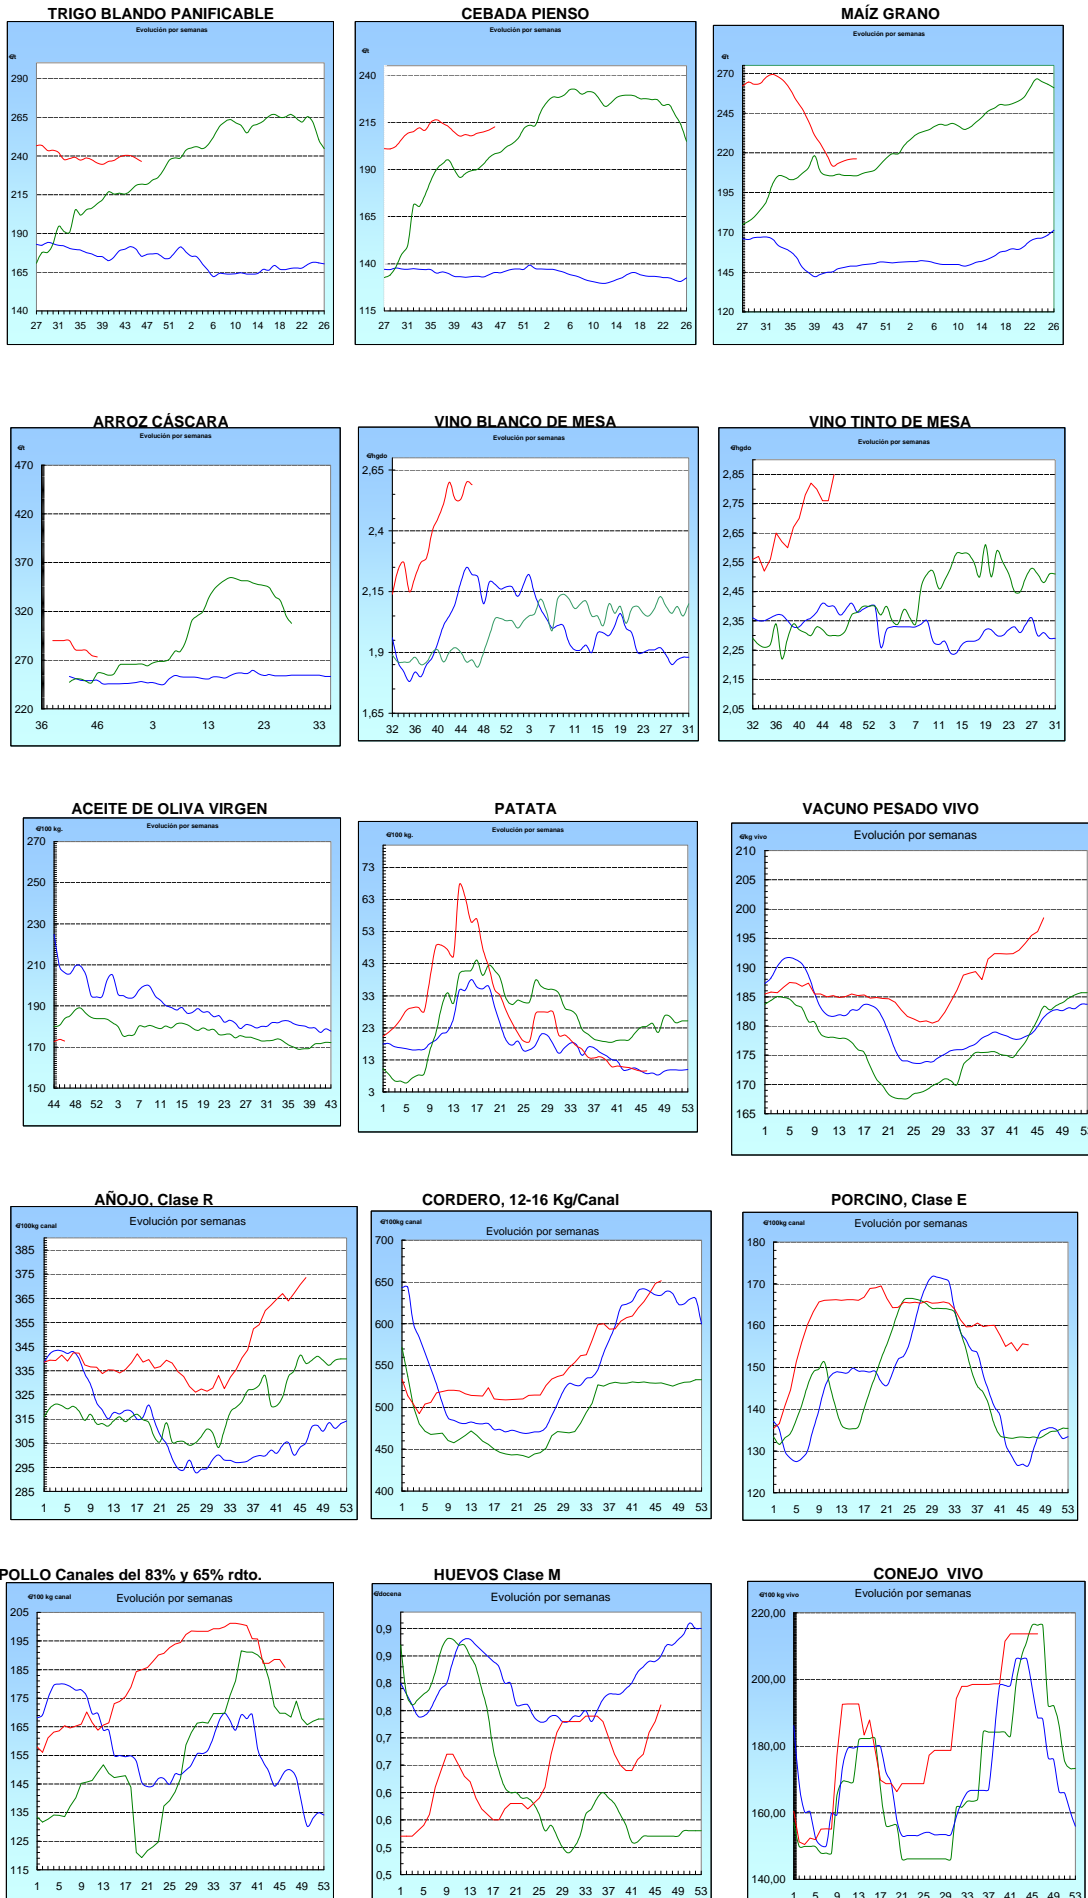 TRIGO BLANDO PANIFICABLE
Evolución por semanas
€/t
290
265
240
215
190
165
140
27 31 35 39 43 47 51 2 6 10 14 18 22 26
CEBADA PIENSO
Evolución por semanas
€/t
240
215
190
165
140
115
27 31 35 39 43 47 51 2 6 10 14 18 22 26
MAÍZ GRANO
Evolución por semanas
€/t
270
245
220
195
170
145
120
27 31 35 39 43 47 51 2 6 10 14 18 22 26
ARROZ CÁSCARA
Evolución por semanas
€/t
470
420
370
320
270
220
36 46 3 13 23 33
VINO BLANCO DE MESA
Evolución por semanas
€/hgdo
2,65
2,4
2,15
1,9
1,65
32 36 40 44 48 52 3 7 11 15 19 23 27 31
VINO TINTO DE MESA
Evolución por semanas
€/hgdo
2,85
2,75
2,65
2,55
2,45
2,35
2,25
2,15
2,05
32 36 40 44 48 52 3 7 11 15 19 23 27 31
ACEITE DE OLIVA VIRGEN
Evolución por semanas
€/100 kg.
270
250
230
210
190
170
150
44 48 52 3 7 11 15 19 23 27 31 35 39 43
PATATA
Evolución por semanas
€/100 kg.
73
63
53
43
33
23
13
3
1 5 9 13 17 21 25 29 33 37 41 45 49 53
VACUNO PESADO VIVO
Evolución por semanas
€/kg vivo
210
205
200
195
190
185
180
175
170
165
1 5 9 13 17 21 25 29 33 37 41 45 49 5
AÑOJO, Clase R
Evolución por semanas
€/100kg canal
385
375
365
355
345
335
325
315
305
295
285
1 5 9 13 17 21 25 29 33 37 41 45 49 53
CORDERO, 12-16 Kg/Canal
Evolución por semanas
€/100kg canal
700
650
600
550
500
450
400
1 5 9 13 17 21 25 29 33 37 41 45 49 53
PORCINO, Clase E
Evolución por semanas
€/100kg canal
180
170
160
150
140
130
120
1 5 9 13 17 21 25 29 33 37 41 45 49 53
POLLO Canales del 83% y 65% rdto.
Evolución por semanas
€/100 kg canal
205
195
185
175
165
155
145
135
125
115
1 5 9 13 17 21 25 29 33 37 41 45 49 53
HUEVOS Clase M
Evolución por semanas
€/docena
0,9
0,9
0,8
0,8
0,7
0,7
0,6
0,6
0,5
0,5
1 5 9 13 17 21 25 29 33 37 41 45 49 53
CONEJO VIVO
Evolución por semanas
€/100 kg vivo
220,00
200,00
180,00
160,00
140,00
1 5 9 13 17 21 25 29 33 37 41 45 49 53